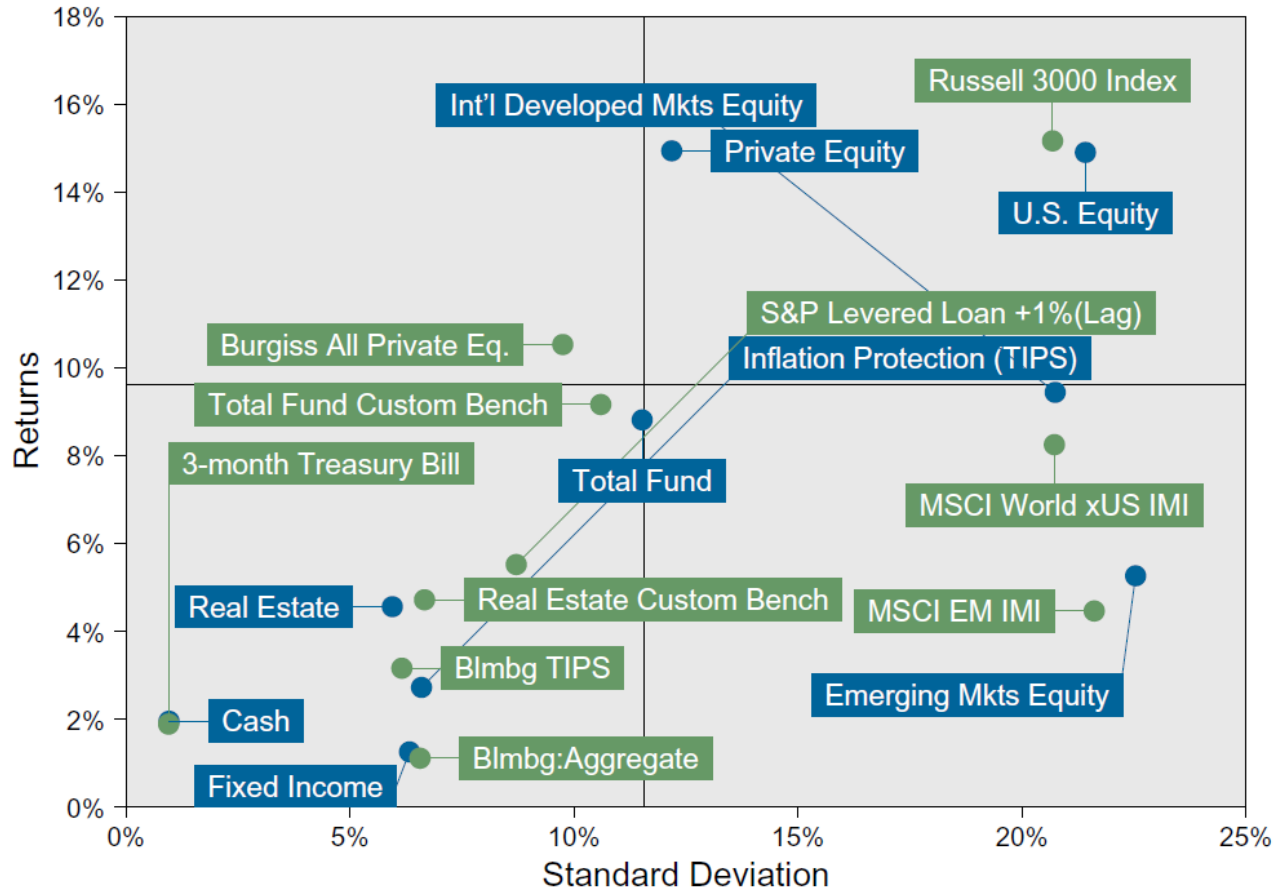 18%
Russell 3000 Index
16%
Int'l Developed Mkts Equity
Private Equity
14%
U.S. Equity
12%
S&P Levered Loan +1%(Lag)
Burgiss All Private Eq.
Inflation Protection (TIPS)
10%
Total Fund Custom Bench
Returns
8%
3-month Treasury Bill
Total Fund
MSCI World xUS IMI
6%
Real Estate
Real Estate Custom Bench
MSCI EM IMI
4%
Blmbg TIPS
Emerging Mkts Equity
2%
Cash
Blmbg:Aggregate
Fixed Income
0%
0%
5%
10%
15%
20%
25%
Standard Deviation